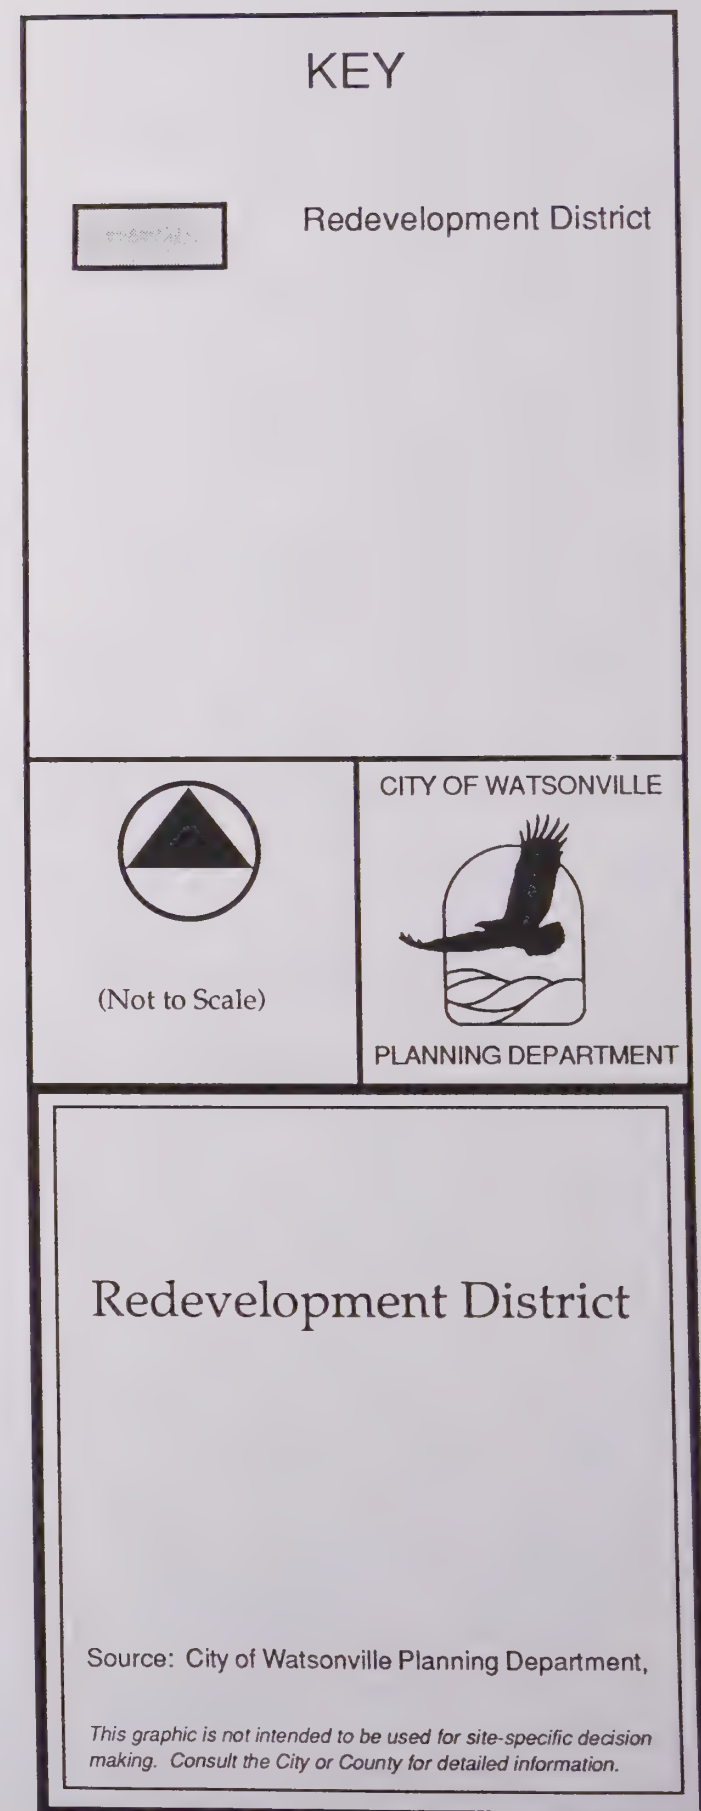 KEY
Redevelopment District
(Not to Scale)
CITY OF WATSONVILLE
PLANNING DEPARTMENT
Redevelopment District
Source: City of Watsonville Planning Department,
This graphic is not intended to be used for site-specific decision
making. Consult the City or County for detailed information.